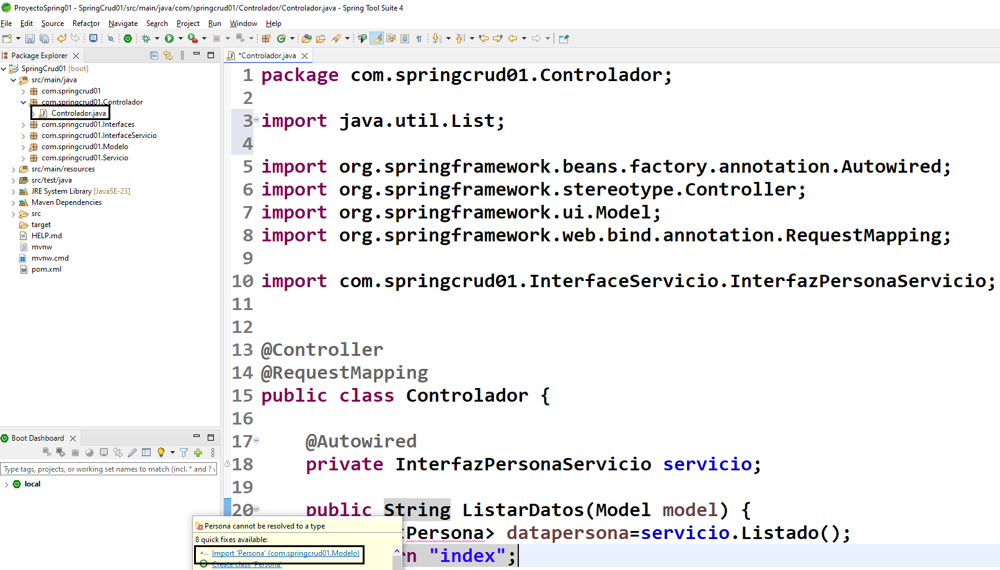 ProyectoSpring01 - SpringCrud01/src/main/java/com/springcrud01/Controlador/Controlador.java - Spring Tool Suite 4
File Edit Source Refactor Navigate Search Project Run Window Help
Package Explorer
SpringCrud01 [boot]
src/main/java
com.springcrud01
com.springcrud01.Controlador
Controlador.java
com.springcrud01.Interfaces
com.springcrud01.InterfaceServicio
com.springcrud01.Modelo
com.springcrud01.Servicio
src/main/resources
src/test/java
JRE System Library [JavaSE-23]
Maven Dependencies
src
target
HELP.md
mvnw
mvnw.cmd
pom.xml
Boot Dashboard
Type tags, projects, or working set names to match (incl. * and ? v
local
*Controlador.java
1 package com.springcrud01.Controlador;
2
3 import java.util.List;
4
5 import org.springframework.beans.factory.annotation.Autowired;
6 import org.springframework.stereotype.Controller;
7 import org.springframework.ui.Model;
8 import org.springframework.web.bind.annotation.RequestMapping;
9
10 import com.springcrud01.InterfaceServicio.InterfazPersonaServicio;
11
12
13 @Controller
14 @RequestMapping
15 public class Controlador {
16
17 @Autowired
18 private InterfazPersonaServicio servicio;
19
20 public String ListarDatos(Model model) {
<Persona> datapersona=servicio.Listado();
rn "index";
Persona cannot be resolved to a type
8 quick fixes available:
Import 'Persona' (com.springcrud01.Modelo)
Create class 'Persona'